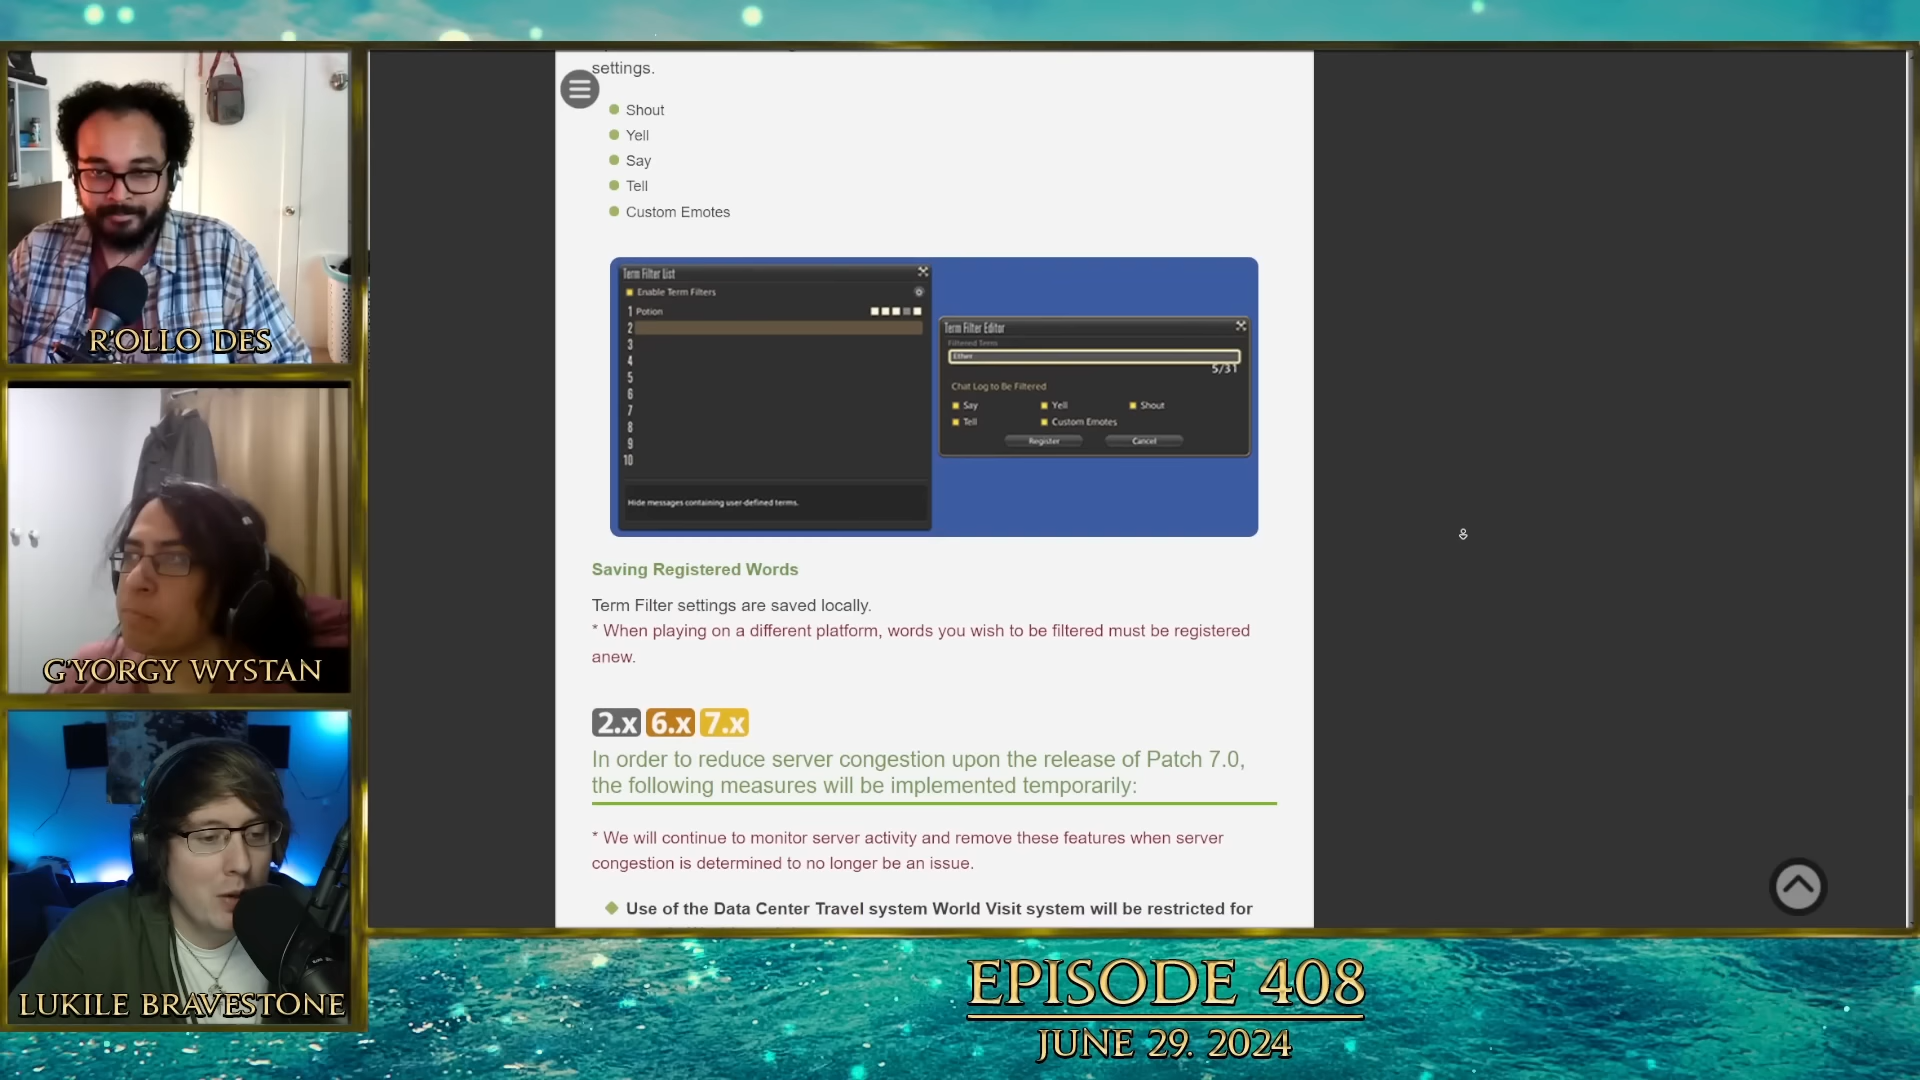 settings.
Shout
Yell
Say
Tell
Custom Emotes
Term Filter List
Enable Term Filters
1 Potion
2
3
4
5
6
7
8
9
10
Hide messages containing user-defined terms.
Term Filter Editor
Filtered Terms
Ether
5/31
Chat Log to Be Filtered
Say Yell Shout
Tell Custom Emotes
Register Cancel
Saving Registered Words
Term Filter settings are saved locally.
* When playing on a different platform, words you wish to be filtered must be registered
anew.
2.x 6.x 7.x
In order to reduce server congestion upon the release of Patch 7.0,
the following measures will be implemented temporarily:
* We will continue to monitor server activity and remove these features when server
congestion is determined to no longer be an issue.
Use of the Data Center Travel system World Visit system will be restricted for
R'OLLO DES
G'YORGY WYSTAN
LUKILE BRAVESTONE
EPISODE 408
JUNE 29. 2024